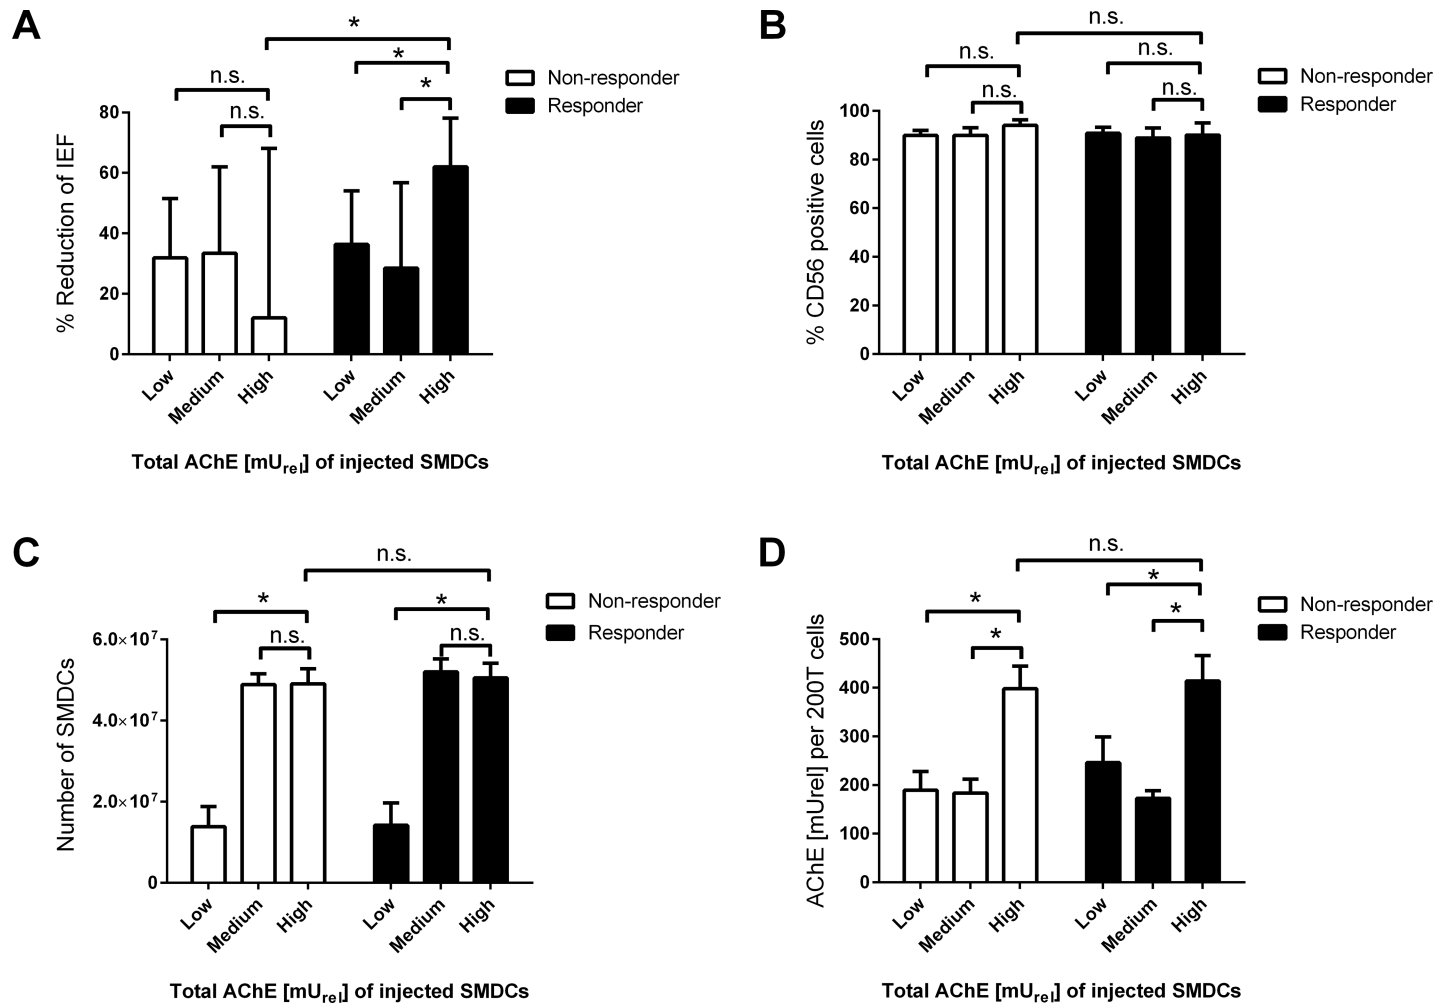 A
*
*
n.s.
*
n.s.
Non-responder
Responder
% Reduction of IEF
80
60
40
20
0
Low
Medium
High
Low
Medium
High
Total AChE [mUrel] of injected SMDCs
B
n.s.
n.s.
n.s.
n.s.
n.s.
Non-responder
Responder
% CD56 positive cells
100
80
60
40
20
0
Low
Medium
High
Low
Medium
High
Total AChE [mUrel] of injected SMDCs
C
n.s.
*
*
n.s.
n.s.
Non-responder
Responder
Number of SMDCs
6.0×10⁷
4.0×10⁷
2.0×10⁷
0
Low
Medium
High
Low
Medium
High
Total AChE [mUrel] of injected SMDCs
D
n.s.
*
*
*
*
Non-responder
Responder
AChE [mUrel] per 200T cells
500
400
300
200
100
0
Low
Medium
High
Low
Medium
High
Total AChE [mUrel] of injected SMDCs